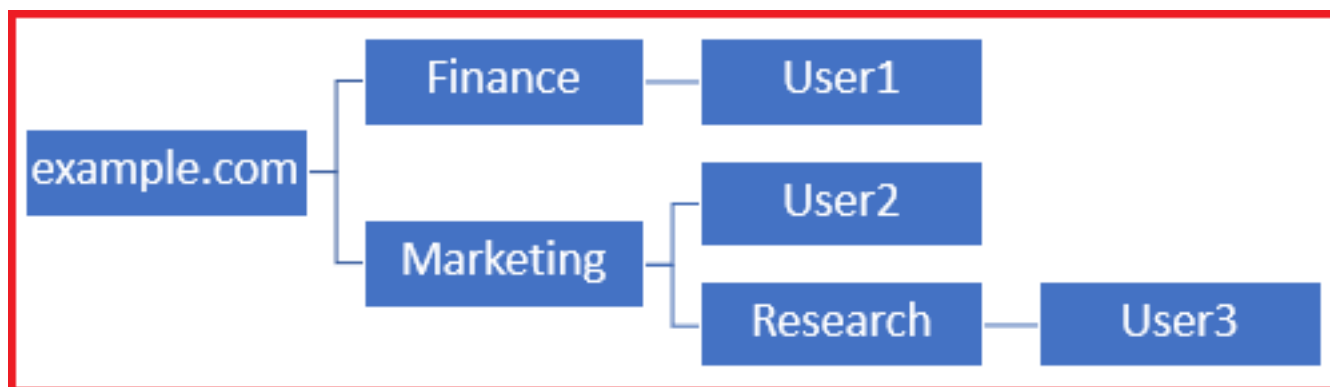 example.com
Finance
User1
Marketing
User2
Research
User3